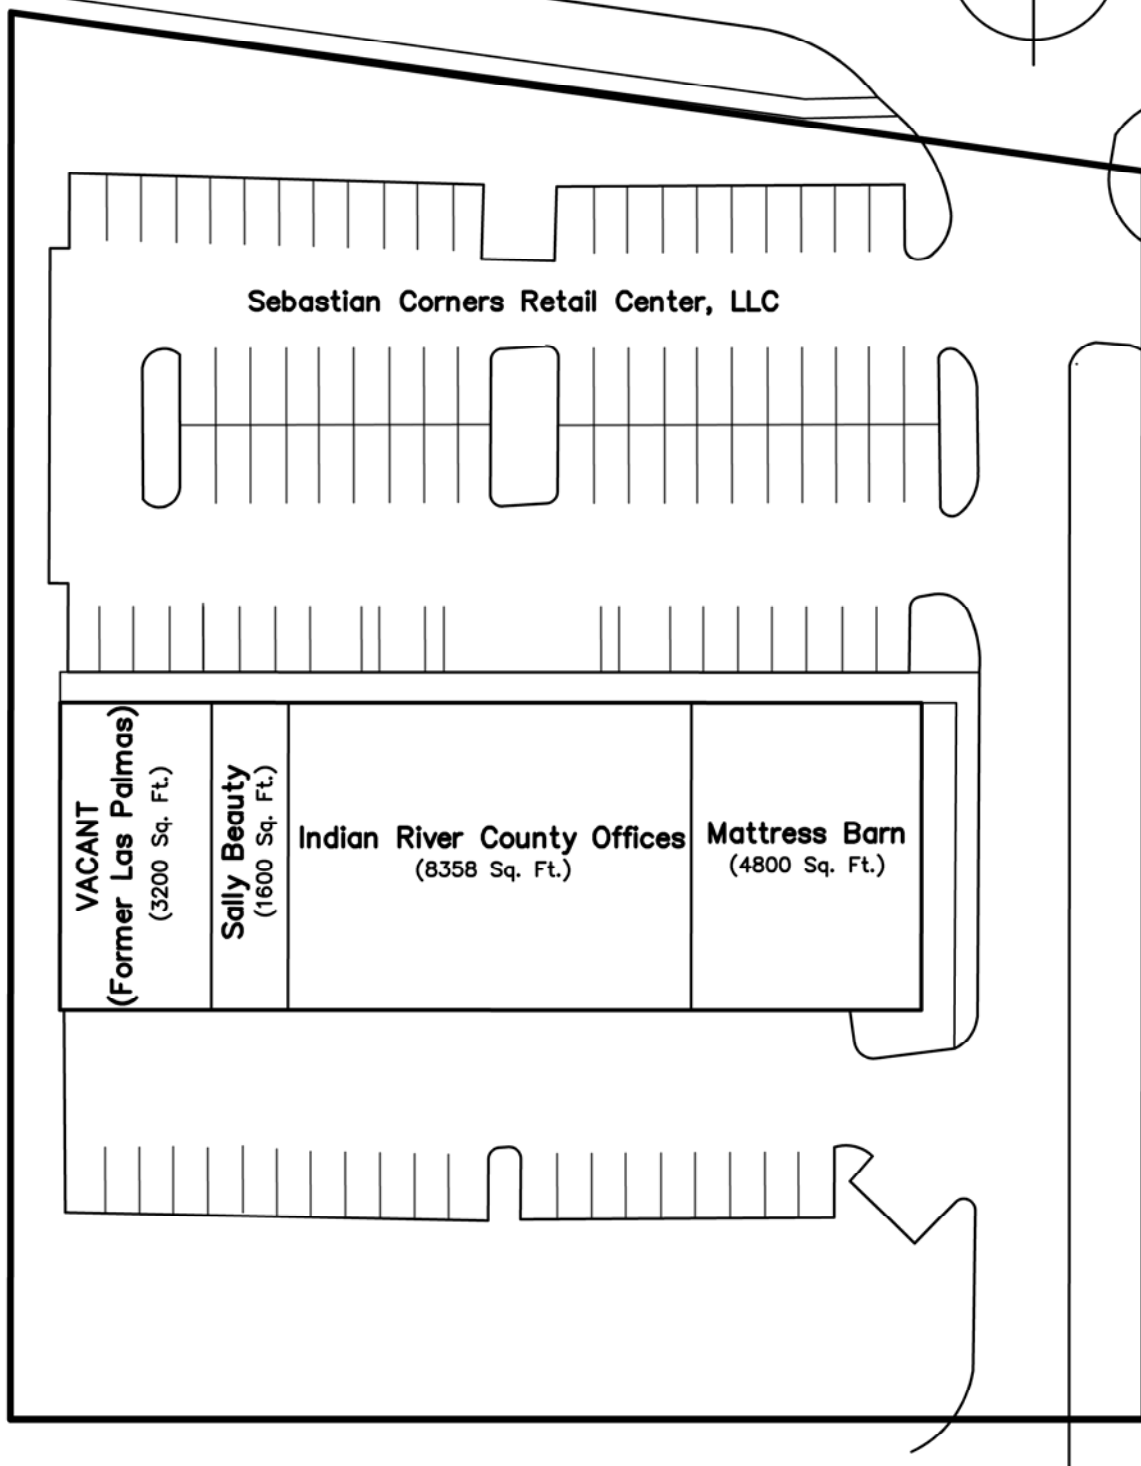 Sebastian Corners Retail Center, LLC
VACANT
(Former Las Palmas)
(3200 Sq. Ft.)
Sally Beauty
(1600 Sq. Ft.)
Indian River County Offices
(8358 Sq. Ft.)
Mattress Barn
(4800 Sq. Ft.)